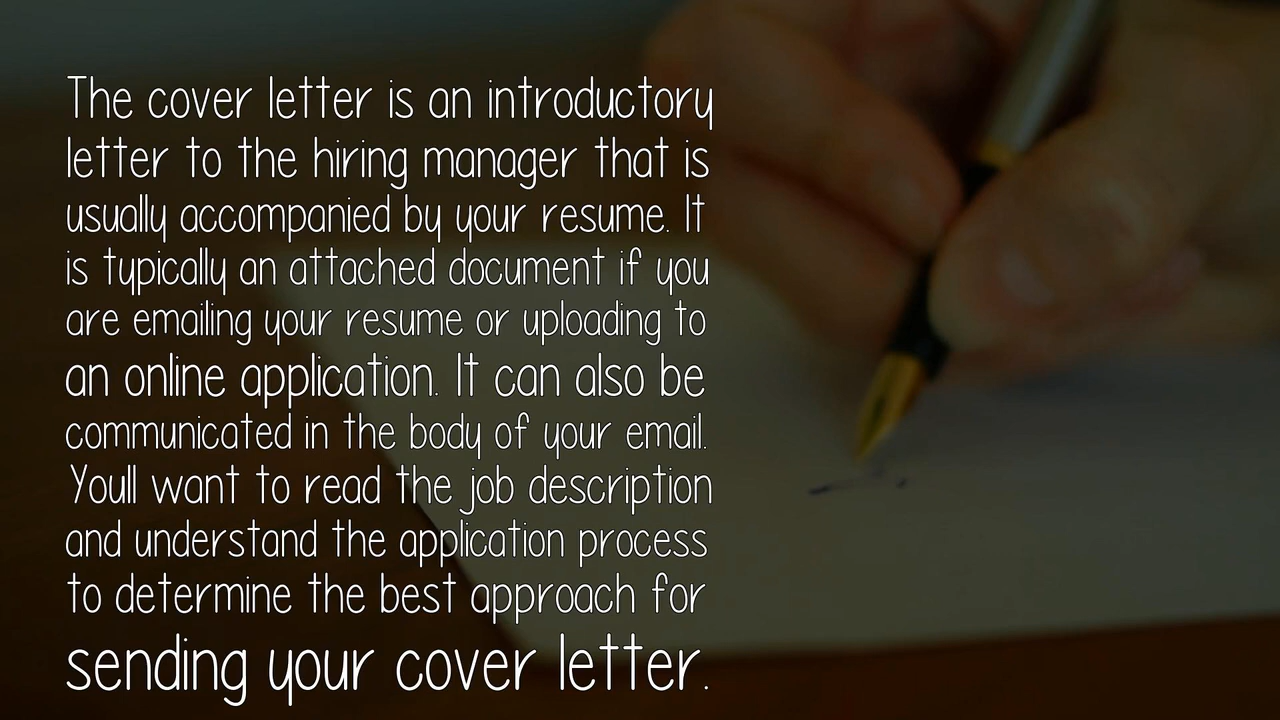 The cover letter is an introductory
letter to the hiring manager that is
usually accompanied by your resume. It
is typically an attached document if you
are emailing your resume or uploading to
an online application. It can also be
communicated in the body of your email.
Youll want to read the job description
and understand the application process
to determine the best approach for
sending your cover letter.